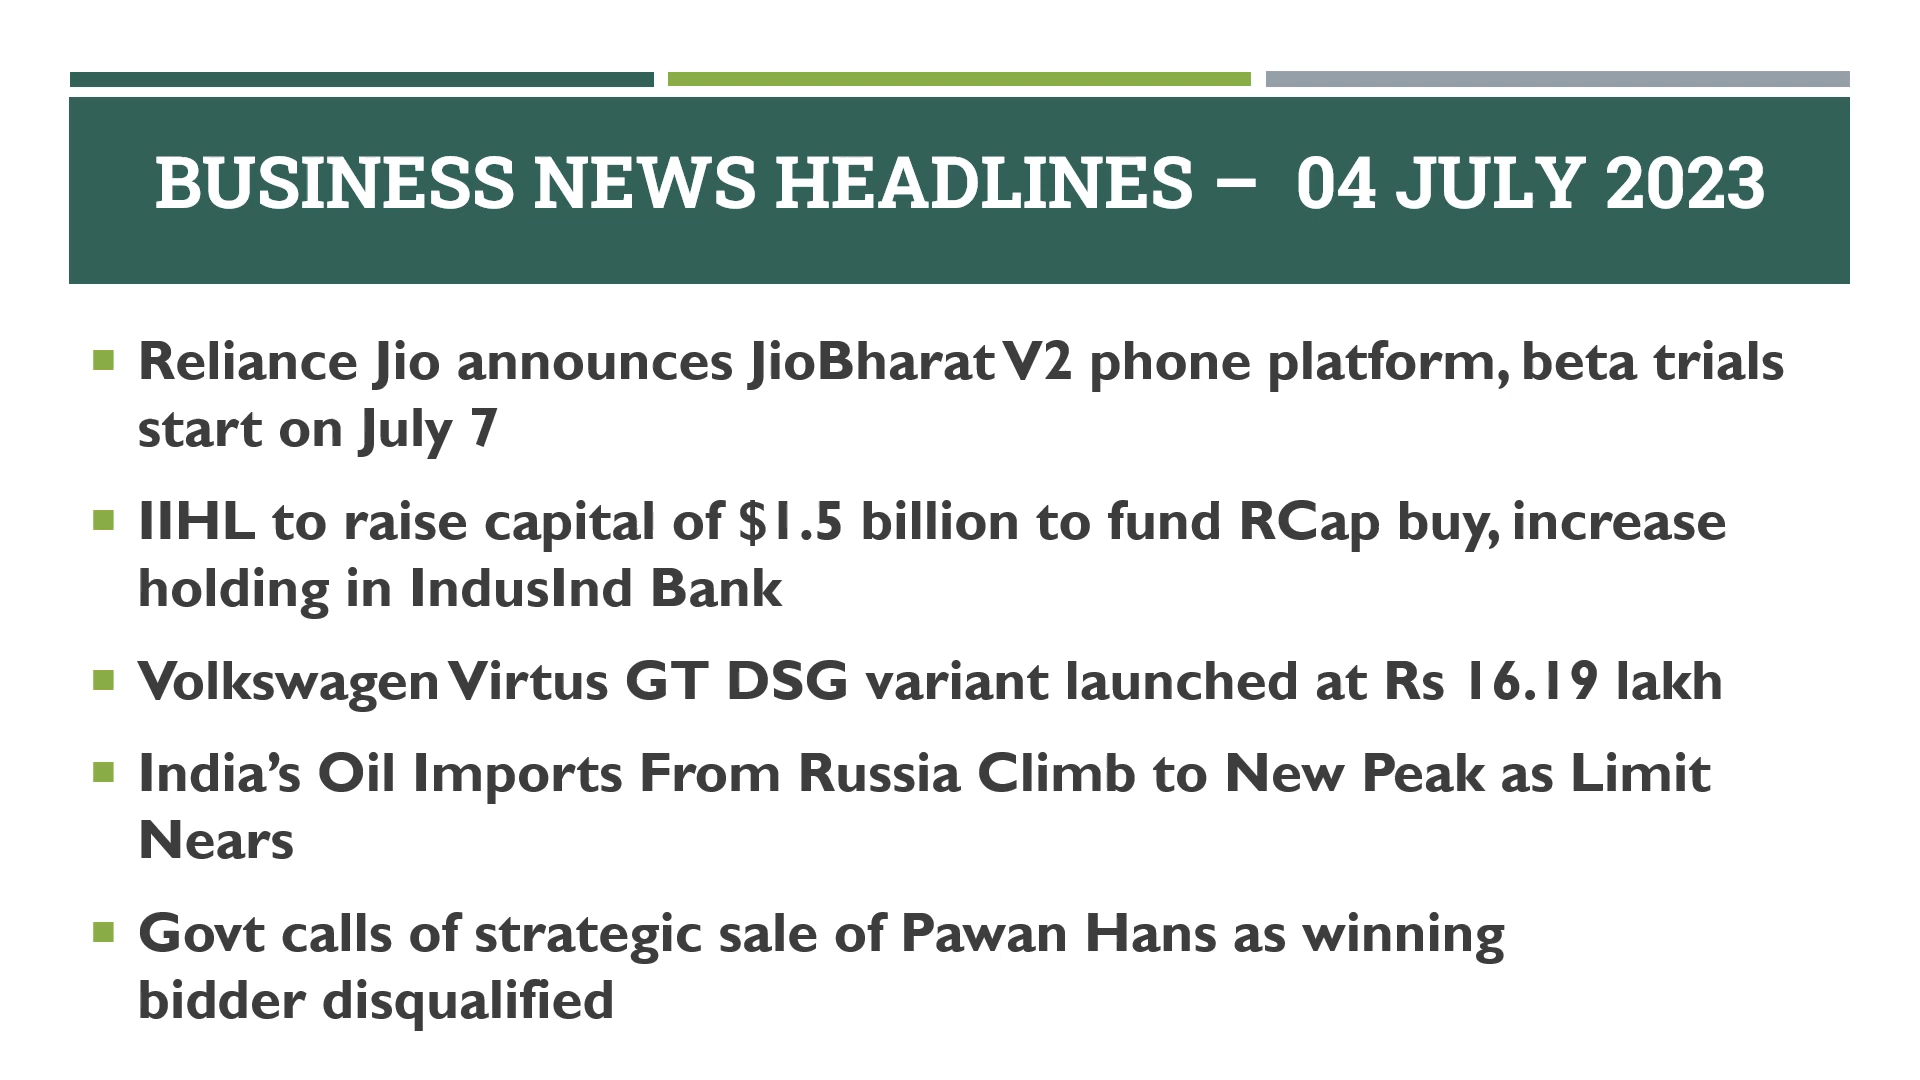 BUSINESS NEWS HEADLINES – 04 JULY 2023
Reliance Jio announces JioBharat V2 phone platform, beta trials
start on July 7
IIHL to raise capital of $1.5 billion to fund RCap buy, increase
holding in IndusInd Bank
Volkswagen Virtus GT DSG variant launched at Rs 16.19 lakh
India’s Oil Imports From Russia Climb to New Peak as Limit
Nears
Govt calls of strategic sale of Pawan Hans as winning
bidder disqualified